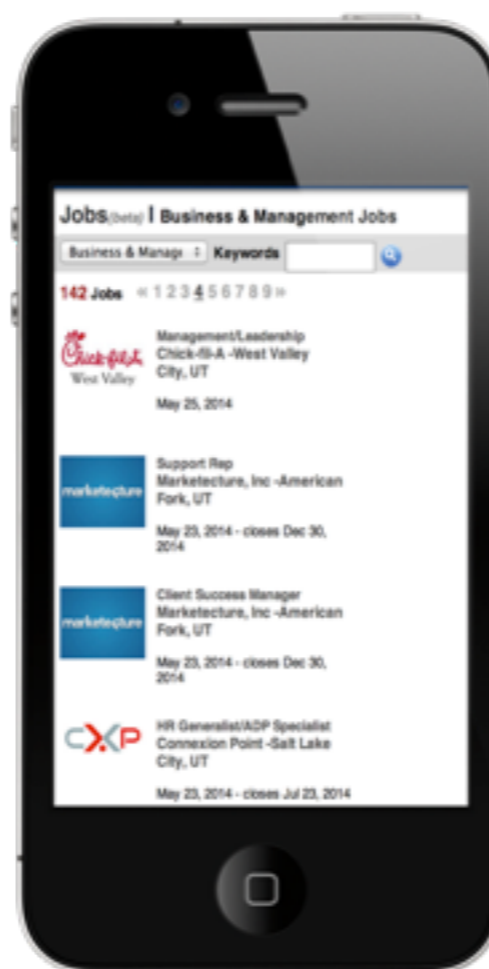 Jobs(beta) | Business & Management Jobs
Business & Manage Keywords
142 Jobs « 1 2 3 4 5 6 7 8 9 »
Chick-fil-A
West Valley
Management/Leadership
Chick-fil-A -West Valley
City, UT
May 25, 2014
marketecture
Support Rep
Marketecture, Inc -American
Fork, UT
May 23, 2014 - closes Dec 30,
2014
marketecture
Client Success Manager
Marketecture, Inc -American
Fork, UT
May 23, 2014 - closes Dec 30,
2014
CXP
HR Generalist/ADP Specialist
Connexion Point -Salt Lake
City, UT
May 23, 2014 - closes Jul 23, 2014